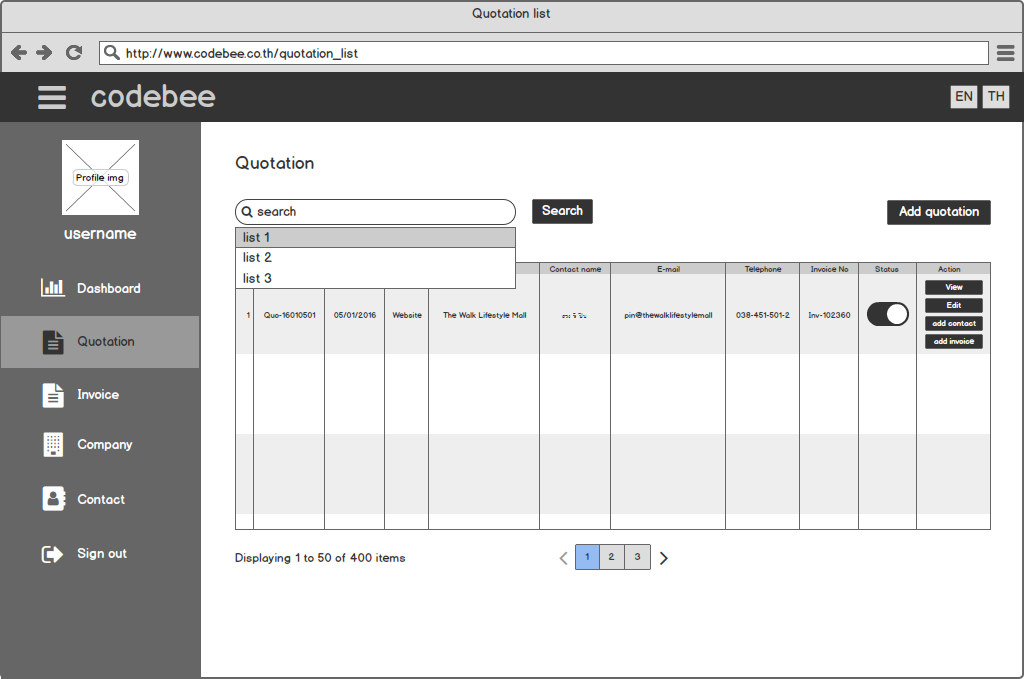 Quotation list
http://www.codebee.co.th/quotation_list
codebee
EN TH
Profile img
username
Dashboard
Quotation
Invoice
Company
Contact
Sign out
Quotation
search
Search
Add quotation
list 1
list 2
list 3
Contact name E-mail Telephone Invoice No Status Action
1 Quo-16010501 05/01/2016 Website The Walk Lifestyle Mall pin@thewalklifestylemall 038-451-501-2 Inv-102360
View
Edit
add contact
add invoice
Displaying 1 to 50 of 400 items
1 2 3